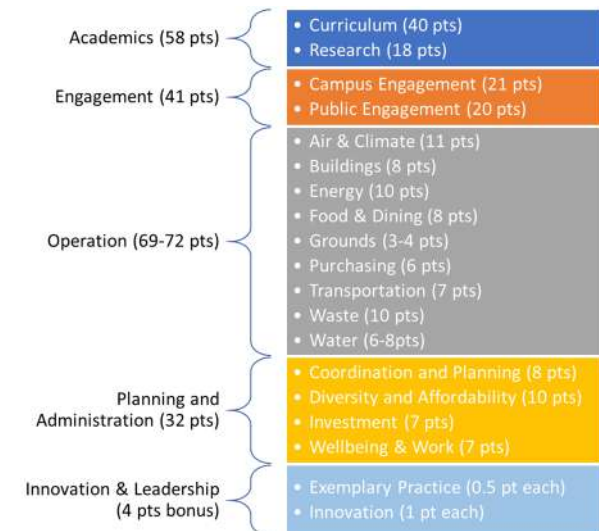 Academics (58 pts)
• Curriculum (40 pts)
• Research (18 pts)
Engagement (41 pts)
• Campus Engagement (21 pts)
• Public Engagement (20 pts)
Operation (69-72 pts)
• Air & Climate (11 pts)
• Buildings (8 pts)
• Energy (10 pts)
• Food & Dining (8 pts)
• Grounds (3-4 pts)
• Purchasing (6 pts)
• Transportation (7 pts)
• Waste (10 pts)
• Water (6-8pts)
Planning and
Administration (32 pts)
• Coordination and Planning (8 pts)
• Diversity and Affordability (10 pts)
• Investment (7 pts)
• Wellbeing & Work (7 pts)
Innovation & Leadership
(4 pts bonus)
• Exemplary Practice (0.5 pt each)
• Innovation (1 pt each)